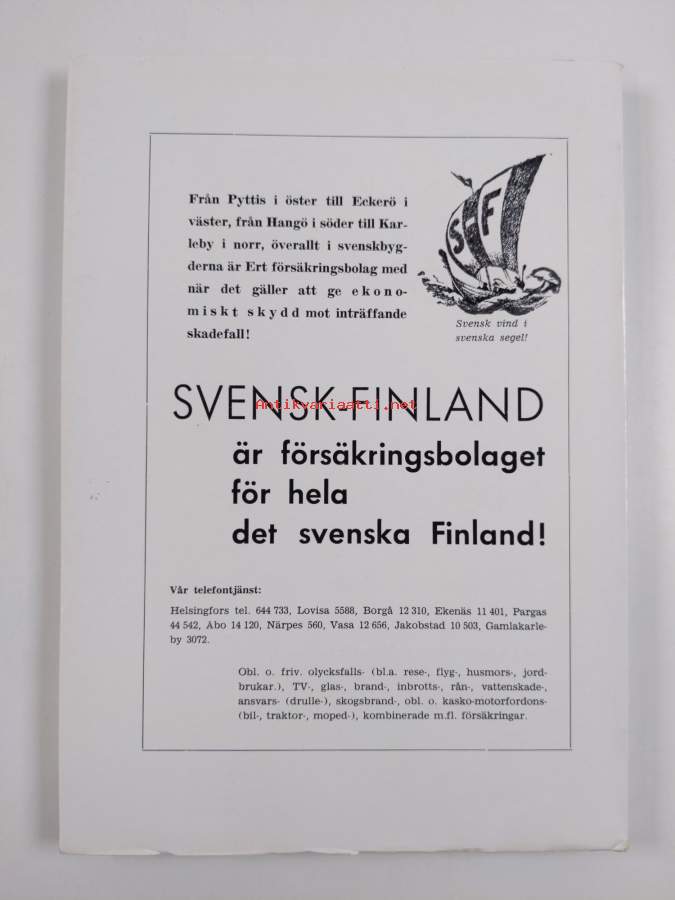 Från Pyttis i öster till Eckerö i
väster, från Hangö i söder till Kar-
leby i norr, överallt i svenskbyg-
derna är Ert försäkringsbolag med
när det gäller att ge ekono-
miskt skydd mot inträffande
skadefall!
SHF
Svensk vind i
svenska segel!
SVENSK-FINLAND
Antikvariaatti.net
är försäkringsbolaget
för hela
det svenska Finland!
Vår telefontjänst:
Helsingfors tel. 644 733, Lovisa 5588, Borgå 12 310, Ekenäs 11 401, Pargas
44 542, Åbo 14 120, Närpes 560, Vasa 12 656, Jakobstad 10 503, Gamlakarle-
by 3072.
Obl. o. friv. olycksfalls- (bl.a. rese-, flyg-, husmors-, jord-
brukar.), TV-, glas-, brand-, inbrotts-, rån-, vattenskade-,
ansvars- (drulle-), skogsbrand-, obl. o. kasko-motorfordons-
(bil-, traktor-, moped-), kombinerade m.fl. försäkringar.